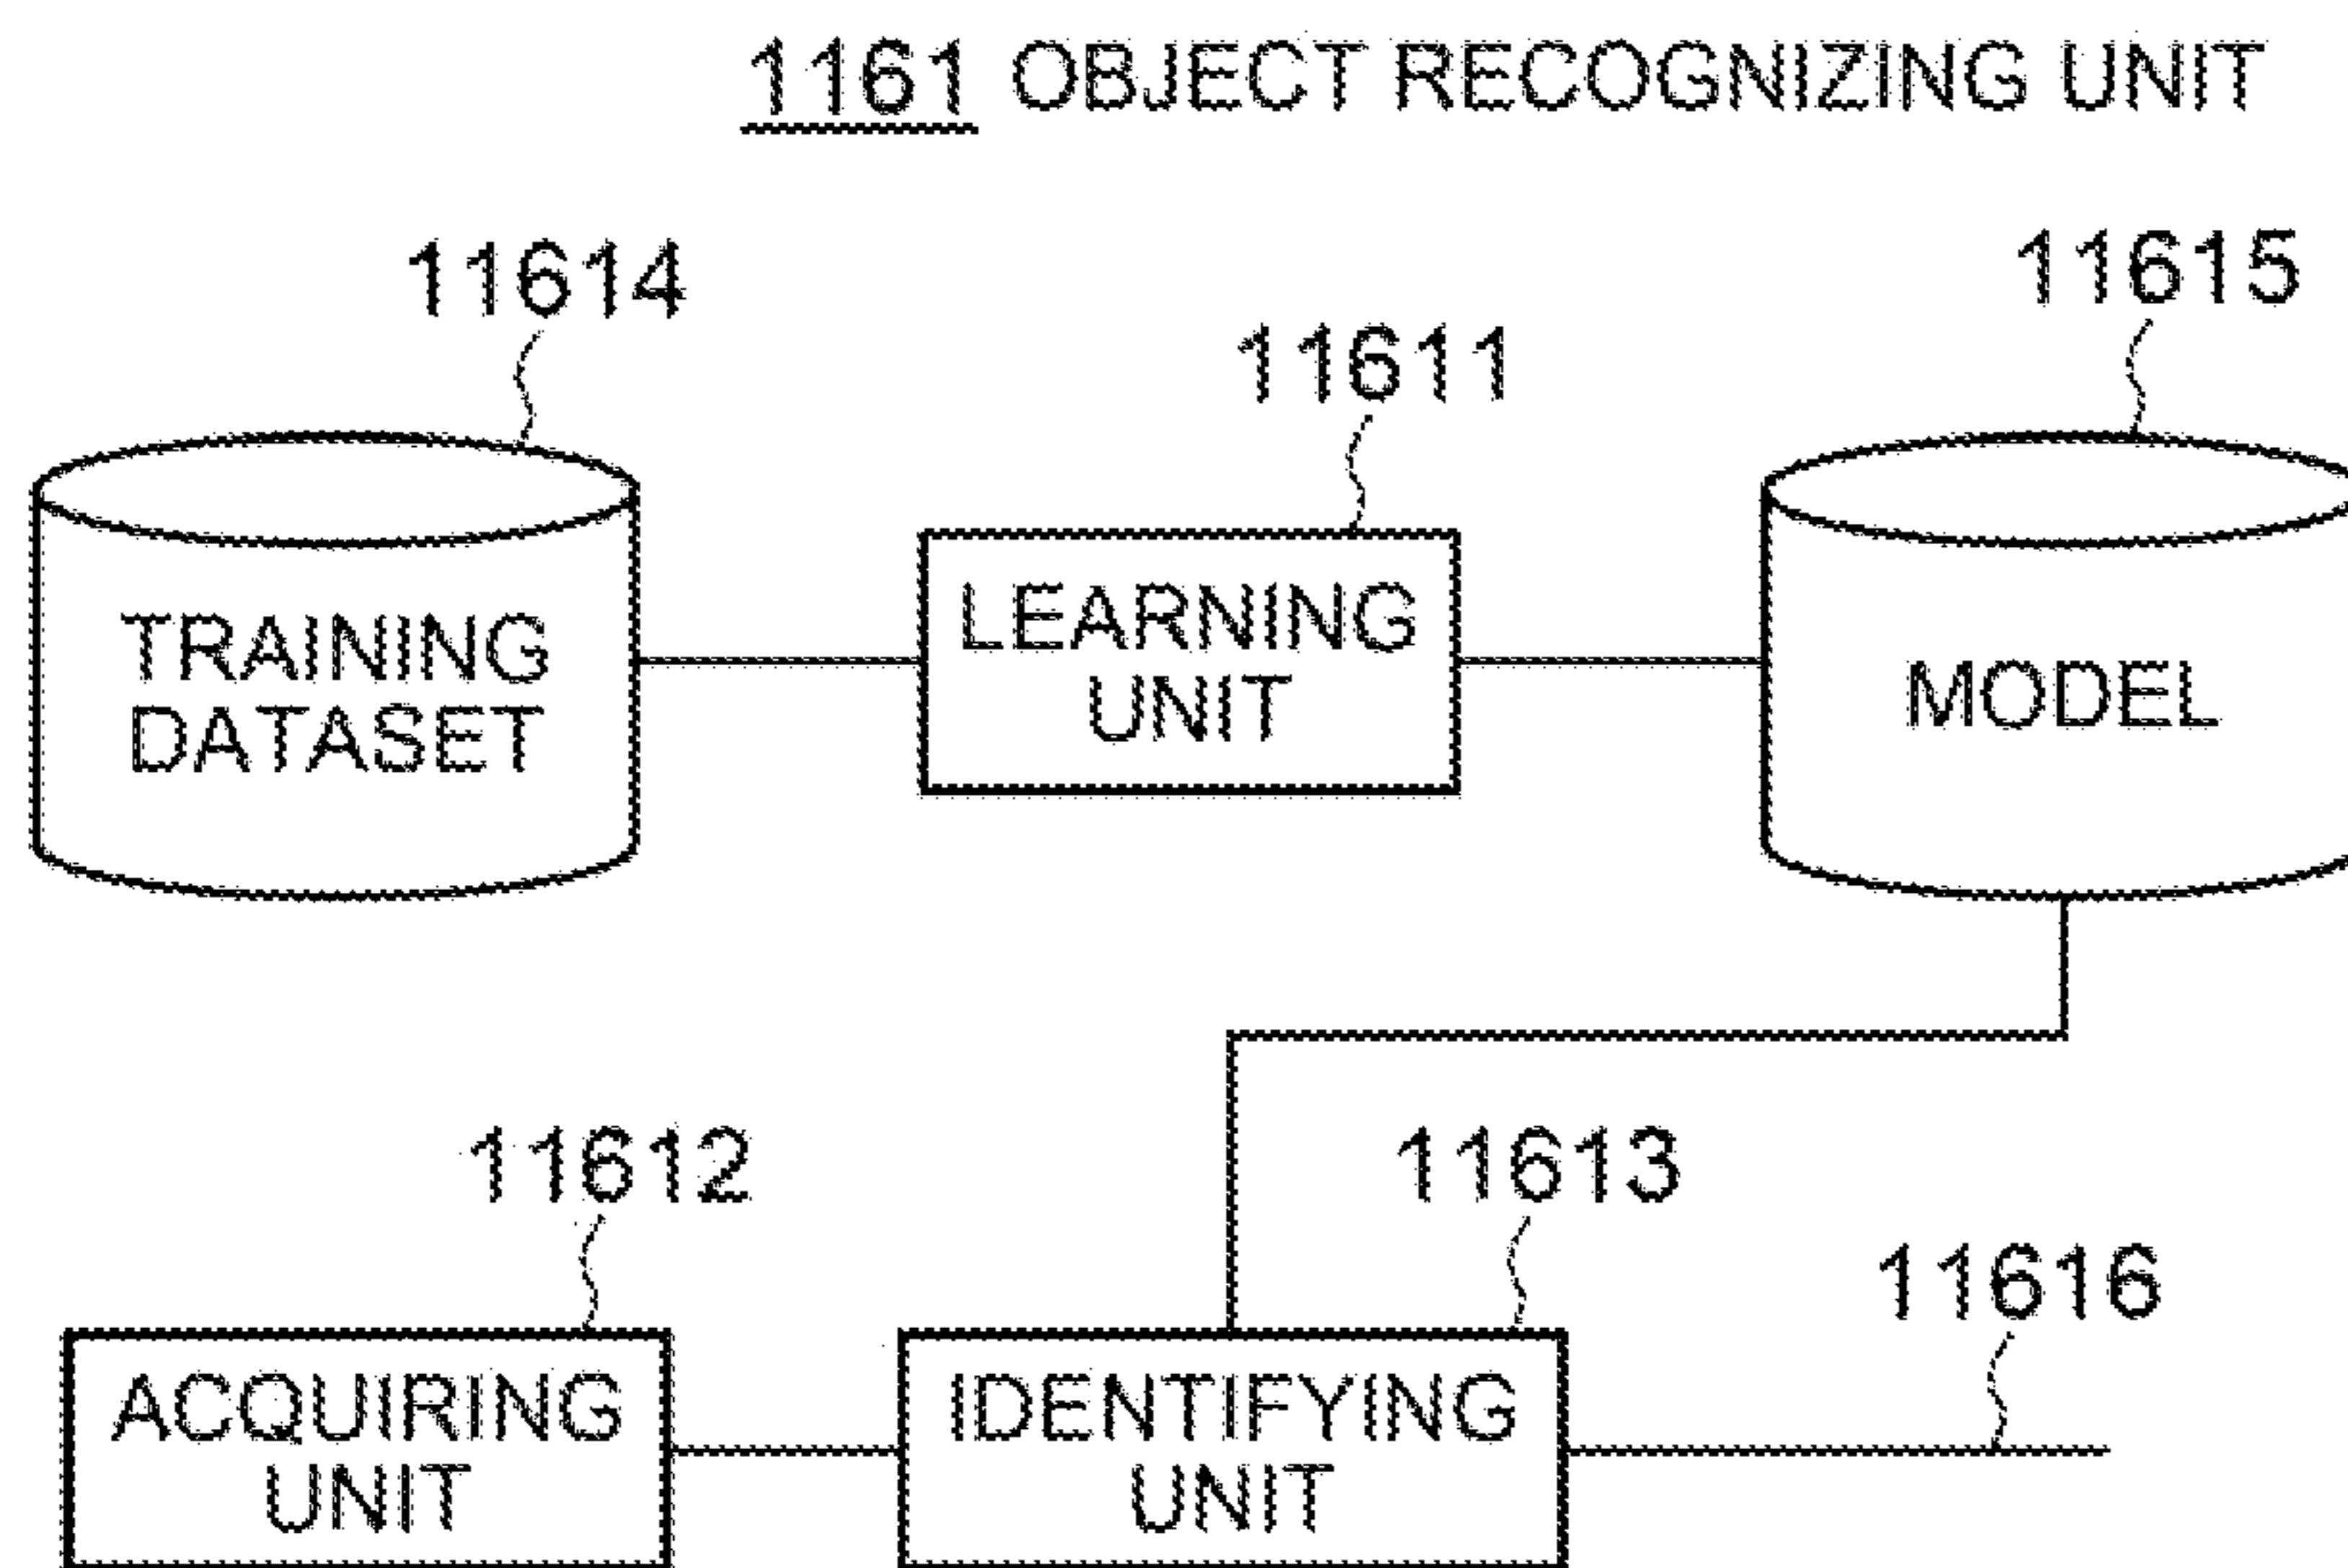 1161 OBJECT RECOGNIZING UNIT
11614
11615
11611
TRAINING
DATASET
LEARNING
UNIT
MODEL
11612
11613
11616
ACQUIRING
UNIT
IDENTIFYING
UNIT